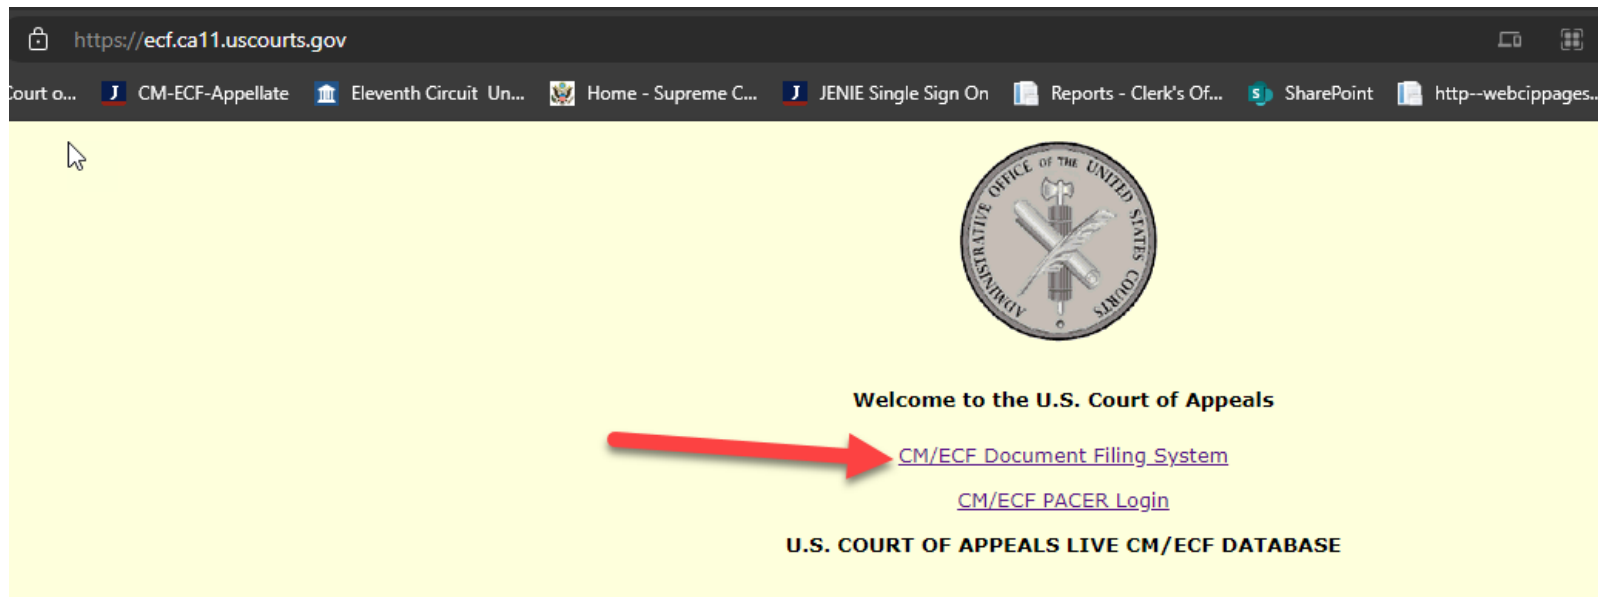 https://ecf.ca11.uscourts.gov
Court o... J CM-ECF-Appellate Eleventh Circuit Un... Home - Supreme C... J JENIE Single Sign On Reports - Clerk's Of... S SharePoint http--webcippages..
ADMINISTRATIVE OFFICE OF THE UNITED STATES COURTS
Welcome to the U.S. Court of Appeals
CM/ECF Document Filing System
CM/ECF PACER Login
U.S. COURT OF APPEALS LIVE CM/ECF DATABASE